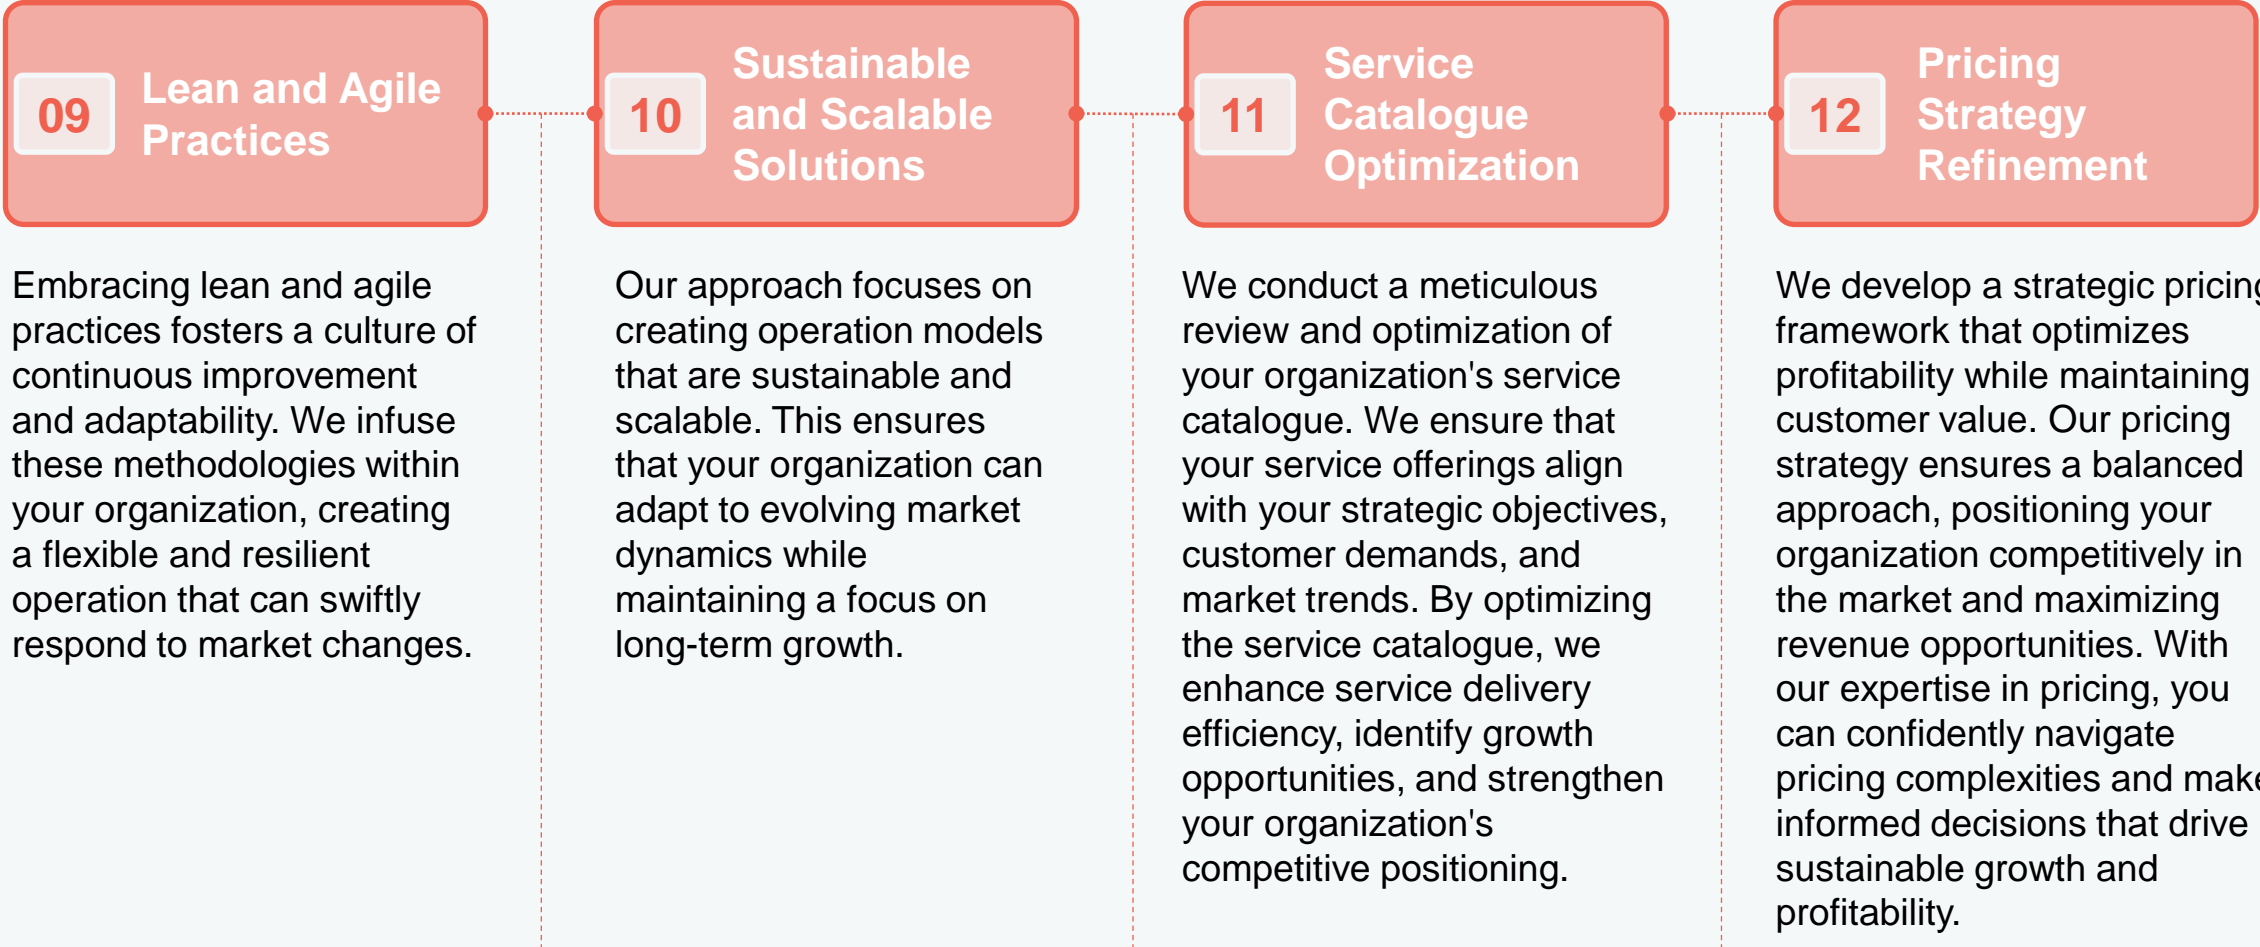 09
Lean and Agile
Practices
Embracing lean and agile
practices fosters a culture of
continuous improvement
and adaptability. We infuse
these methodologies within
your organization, creating
a flexible and resilient
operation that can swiftly
respond to market changes.
10
Sustainable
and Scalable
Solutions
Our approach focuses on
creating operation models
that are sustainable and
scalable. This ensures
that your organization can
adapt to evolving market
dynamics while
maintaining a focus on
long-term growth.
11
Service
Catalogue
Optimization
We conduct a meticulous
review and optimization of
your organization's service
catalogue. We ensure that
your service offerings align
with your strategic objectives,
customer demands, and
market trends. By optimizing
the service catalogue, we
enhance service delivery
efficiency, identify growth
opportunities, and strengthen
your organization's
competitive positioning.
12
Pricing
Strategy
Refinement
We develop a strategic pricing
framework that optimizes
profitability while maintaining
customer value. Our pricing
strategy ensures a balanced
approach, positioning your
organization competitively in
the market and maximizing
revenue opportunities. With
our expertise in pricing, you
can confidently navigate
pricing complexities and make
informed decisions that drive
sustainable growth and
profitability.